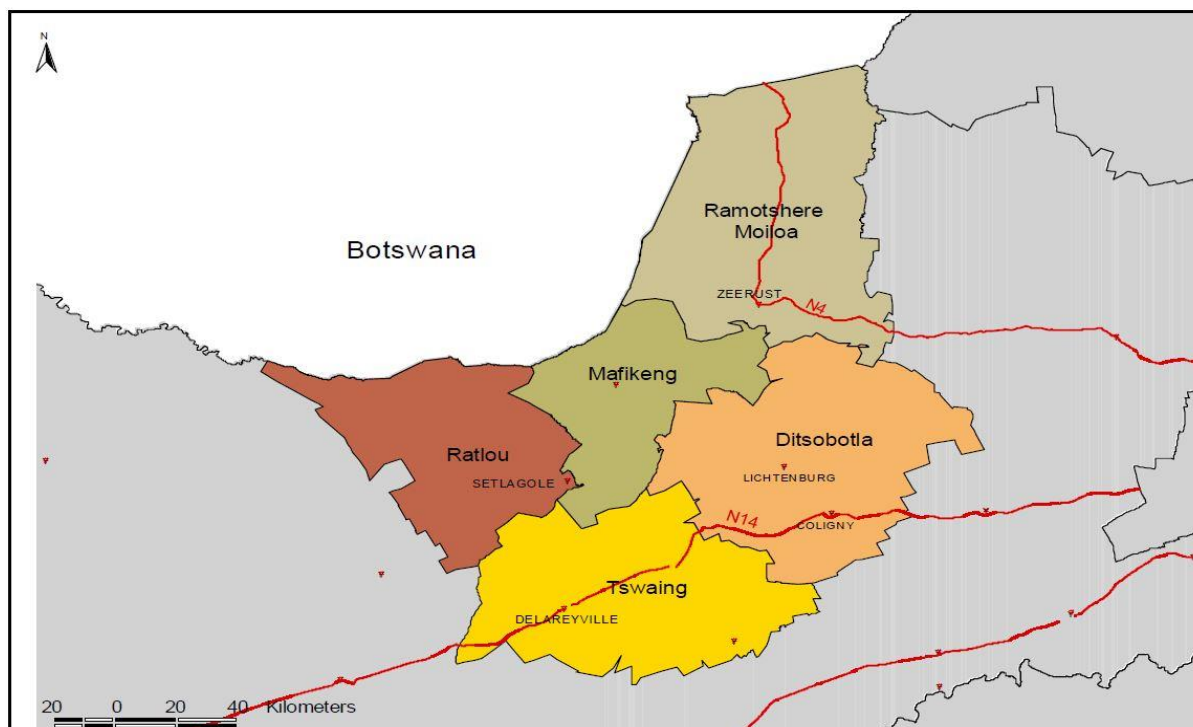 N
Ramotshere
Moiloa
Botswana
ZEERUST
N4
Mafikeng
Ditsobotla
Ratlou
SETLAGOLE
LICHTENBURG
N14
COLIGNY
Tswaing
DELAREYVILLE
20 0 20 40 Kilometers